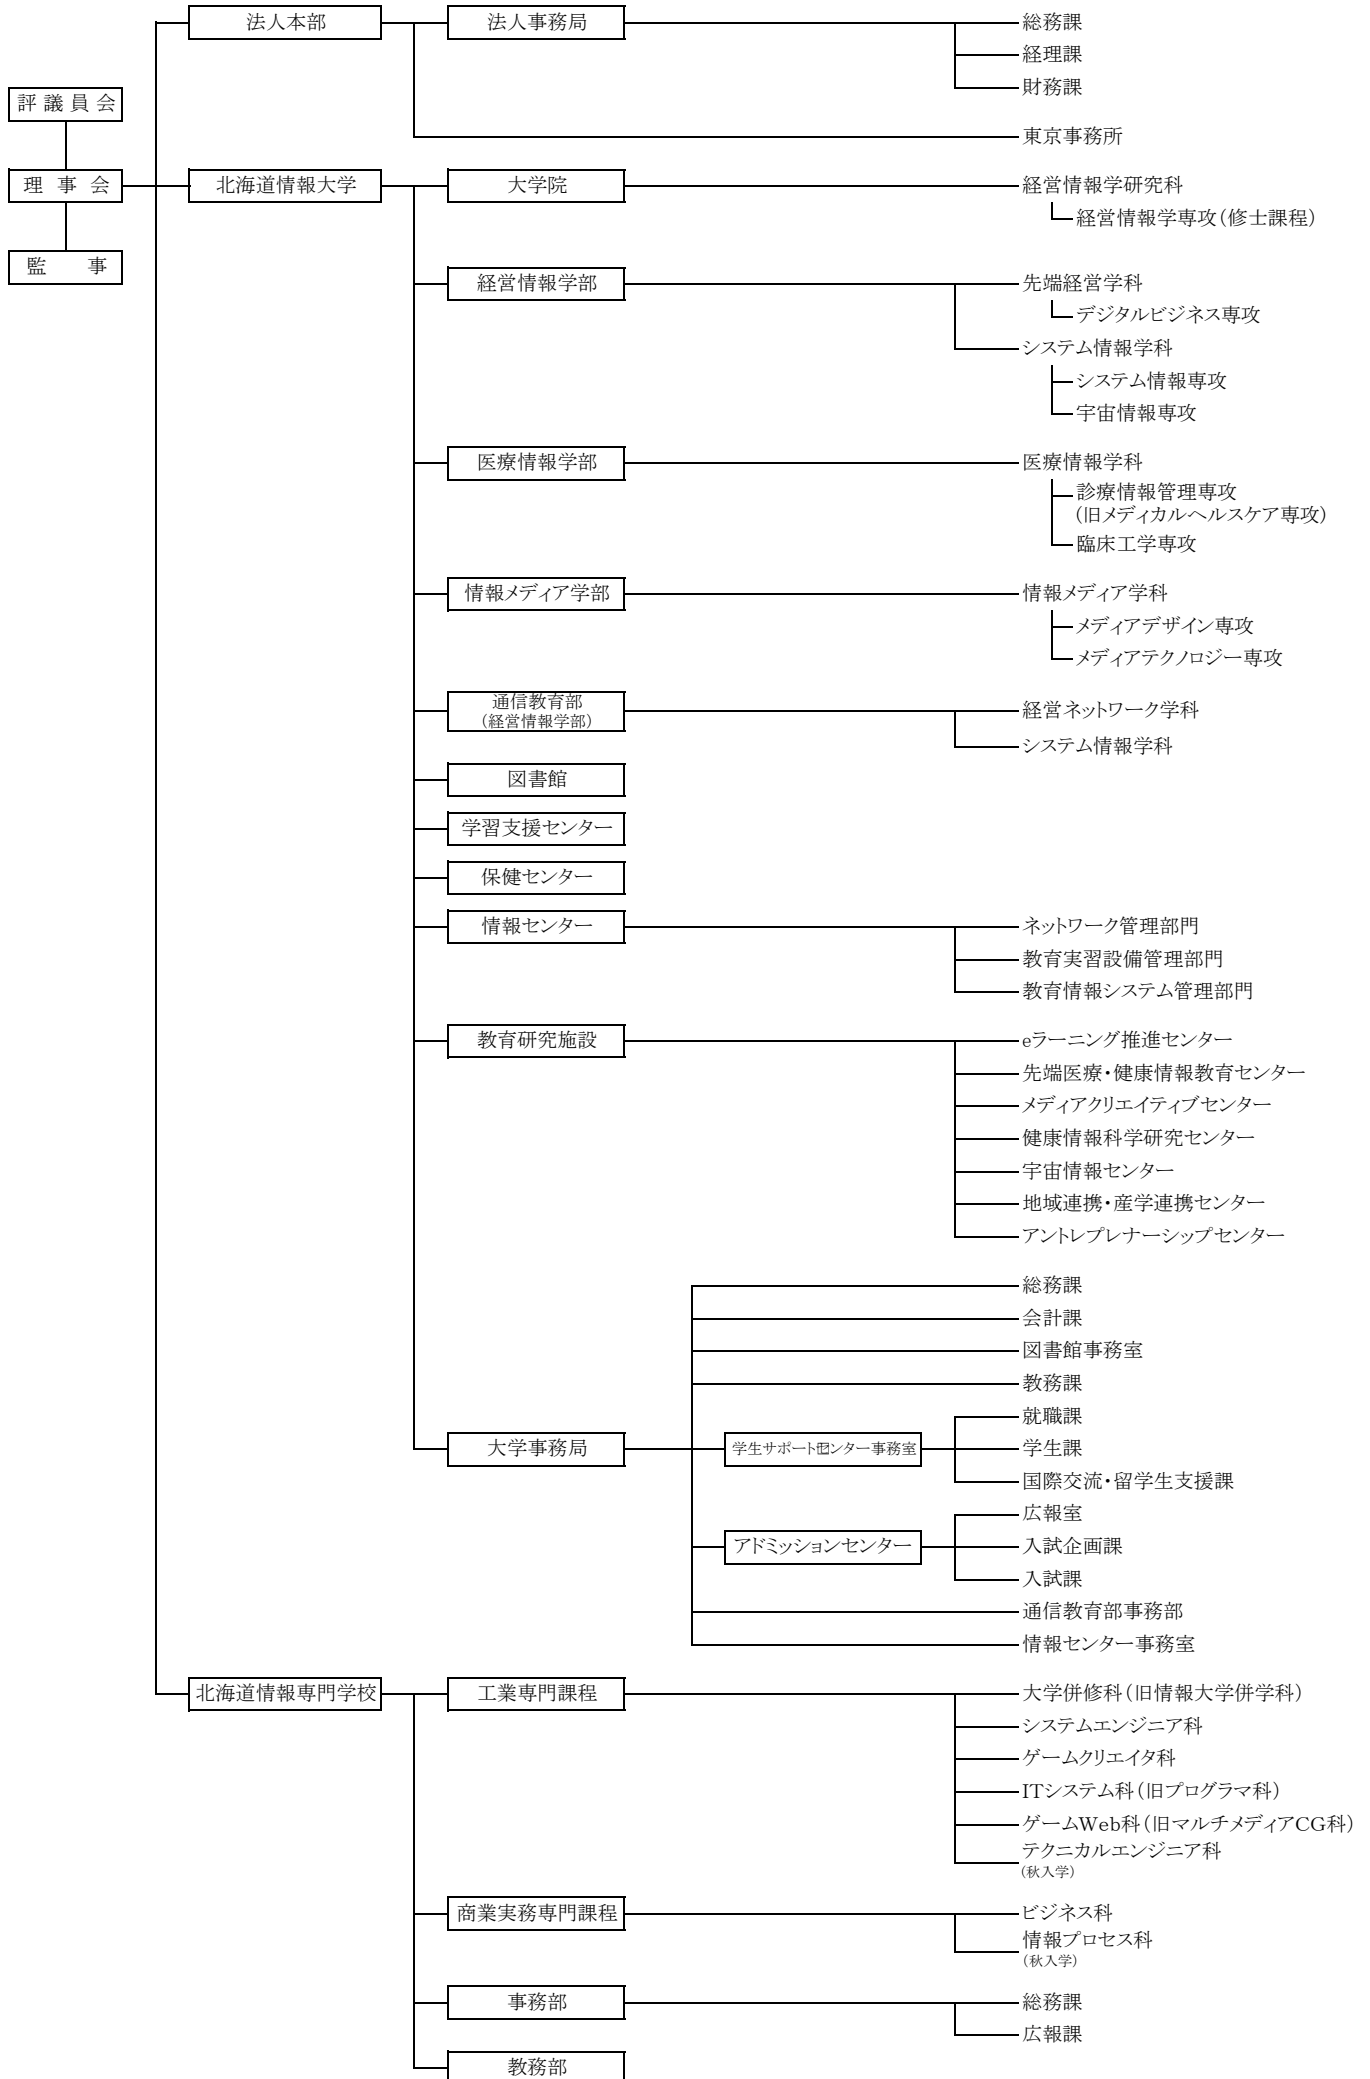 法人本部 法人事務局 総務課
経理課
財務課
評議員会
東京事務所
理事会 北海道情報大学 大学院 経営情報学研究科
経営情報学専攻(修士課程)
監事
経営情報学部 先端経営学科
デジタルビジネス専攻
システム情報学科
システム情報専攻
宇宙情報専攻
医療情報学部 医療情報学科
診療情報管理専攻
(旧メディカルヘルスケア専攻)
臨床工学専攻
情報メディア学部 情報メディア学科
メディアデザイン専攻
メディアテクノロジー専攻
通信教育部
(経営情報学部)
経営ネットワーク学科
システム情報学科
図書館
学習支援センター
保健センター
情報センター ネットワーク管理部門
教育実習設備管理部門
教育情報システム管理部門
教育研究施設 eラーニング推進センター
先端医療・健康情報教育センター
メディアクリエイティブセンター
健康情報科学研究センター
宇宙情報センター
地域連携・産学連携センター
アントレプレナーシップセンター
総務課
会計課
図書館事務室
教務課
就職課
大学事務局 学生サポートセンター事務室 学生課
国際交流・留学生支援課
広報室
アドミッションセンター 入試企画課
入試課
通信教育部事務部
情報センター事務室
北海道情報専門学校 工業専門課程 大学併修科(旧情報大学併学科)
システムエンジニア科
ゲームクリエイタ科
ITシステム科(旧プログラマ科)
ゲームWeb科(旧マルチメディアCG科)
テクニカルエンジニア科
(秋入学)
商業実務専門課程 ビジネス科
情報プロセス科
(秋入学)
事務部 総務課
広報課
教務部